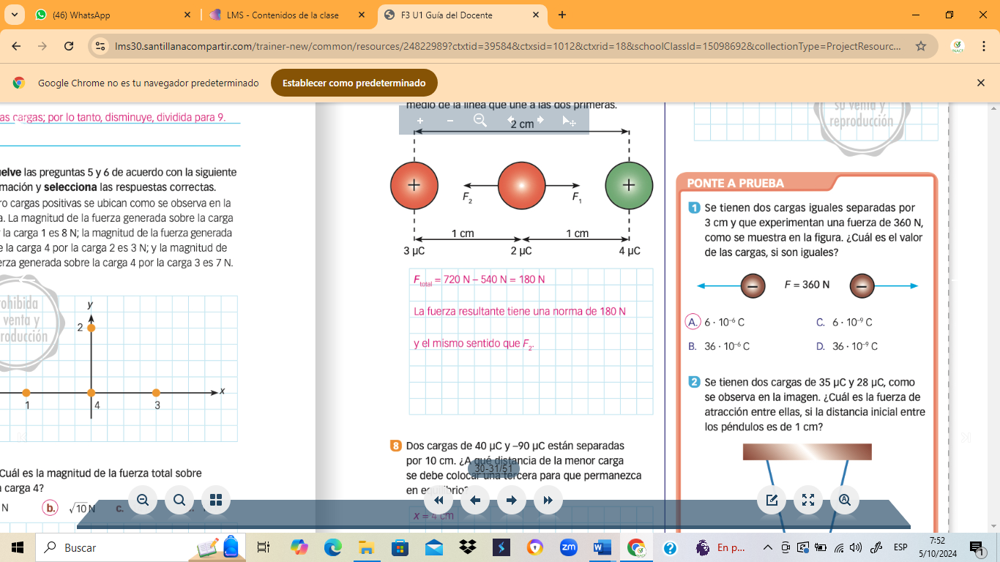 (46) WhatsApp
LMS - Contenidos de la clase
F3 U1 Guía del Docente
lms30.santillanacompartir.com/trainer-new/common/resources/24822989?ctxtid=39584&ctxsid=1012&ctxrid=18&schoolClassId=15098692&collectionType=ProjectResourc...
Google Chrome no es tu navegador predeterminado
Establecer como predeterminado
as cargas; por lo tanto, disminuye, dividida para 9.
uelve las preguntas 5 y 6 de acuerdo con la siguiente
mación y selecciona las respuestas correctas.
ro cargas positivas se ubican como se observa en la
a. La magnitud de la fuerza generada sobre la carga
r la carga 1 es 8 N; la magnitud de la fuerza generada
e la carga 4 por la carga 2 es 3 N; y la magnitud de
erza generada sobre la carga 4 por la carga 3 es 7 N.
ohibida
venta y
roducción
y
2
x
1
4
3
Cuál es la magnitud de la fuerza total sobre
a carga 4?
N
b. √10 N
c.
medio de la línea que une a las dos primeras.
2 cm
+
F2
F1
+
1 cm
1 cm
3 µC
2 µC
4 µC
Ftotal = 720 N – 540 N = 180 N
La fuerza resultante tiene una norma de 180 N
y el mismo sentido que F2.
8 Dos cargas de 40 µC y –90 µC están separadas
por 10 cm. ¿A qué distancia de la menor carga
se debe colocar una tercera para que permanezca
en equilibrio?
30-31/51
x = 4 cm
su venta y
reproducción
PONTE A PRUEBA
1 Se tienen dos cargas iguales separadas por
3 cm y que experimentan una fuerza de 360 N,
como se muestra en la figura. ¿Cuál es el valor
de las cargas, si son iguales?
–
F = 360 N
–
A. 6 · 10⁻⁶ C
C. 6 · 10⁻⁹ C
B. 36 · 10⁻⁶ C
D. 36 · 10⁻⁹ C
2 Se tienen dos cargas de 35 µC y 28 µC, como
se observa en la imagen. ¿Cuál es la fuerza de
atracción entre ellas, si la distancia inicial entre
los péndulos es de 1 cm?
Buscar
En p...
ESP
7:52
5/10/2024
1